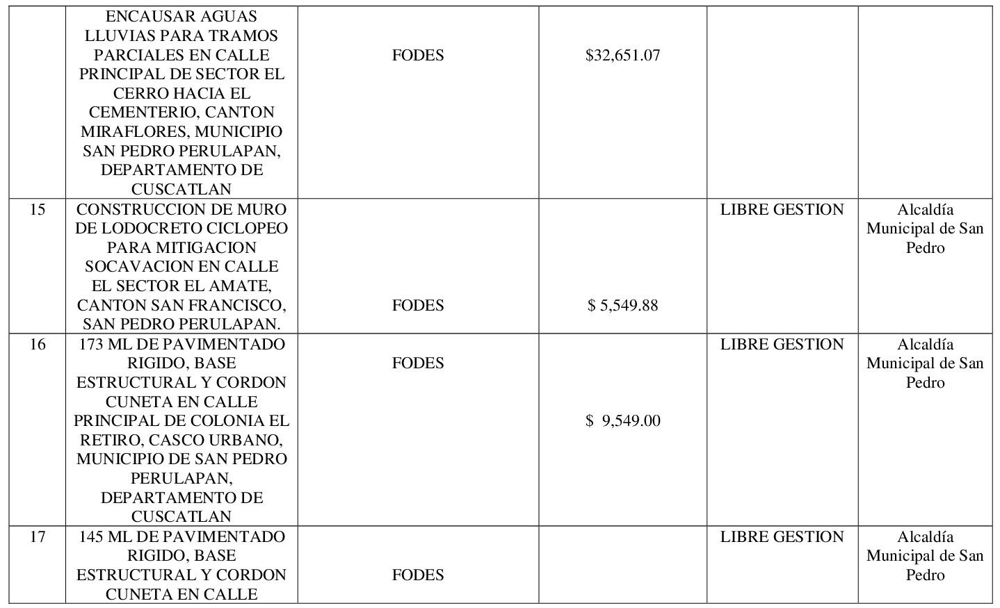 ENCAUSAR AGUAS
LLUVIAS PARA TRAMOS
PARCIALES EN CALLE
PRINCIPAL DE SECTOR EL
CERRO HACIA EL
CEMENTERIO, CANTON
MIRAFLORES, MUNICIPIO
SAN PEDRO PERULAPAN,
DEPARTAMENTO DE
CUSCATLAN
FODES
$32,651.07
15
CONSTRUCCION DE MURO
DE LODOCRETO CICLOPEO
PARA MITIGACION
SOCAVACION EN CALLE
EL SECTOR EL AMATE,
CANTON SAN FRANCISCO,
SAN PEDRO PERULAPAN.
FODES
$ 5,549.88
LIBRE GESTION
Alcaldía
Municipal de San
Pedro
16
173 ML DE PAVIMENTADO
RIGIDO, BASE
ESTRUCTURAL Y CORDON
CUNETA EN CALLE
PRINCIPAL DE COLONIA EL
RETIRO, CASCO URBANO,
MUNICIPIO DE SAN PEDRO
PERULAPAN,
DEPARTAMENTO DE
CUSCATLAN
FODES
$  9,549.00
LIBRE GESTION
Alcaldía
Municipal de San
Pedro
17
145 ML DE PAVIMENTADO
RIGIDO, BASE
ESTRUCTURAL Y CORDON
CUNETA EN CALLE
FODES
LIBRE GESTION
Alcaldía
Municipal de San
Pedro